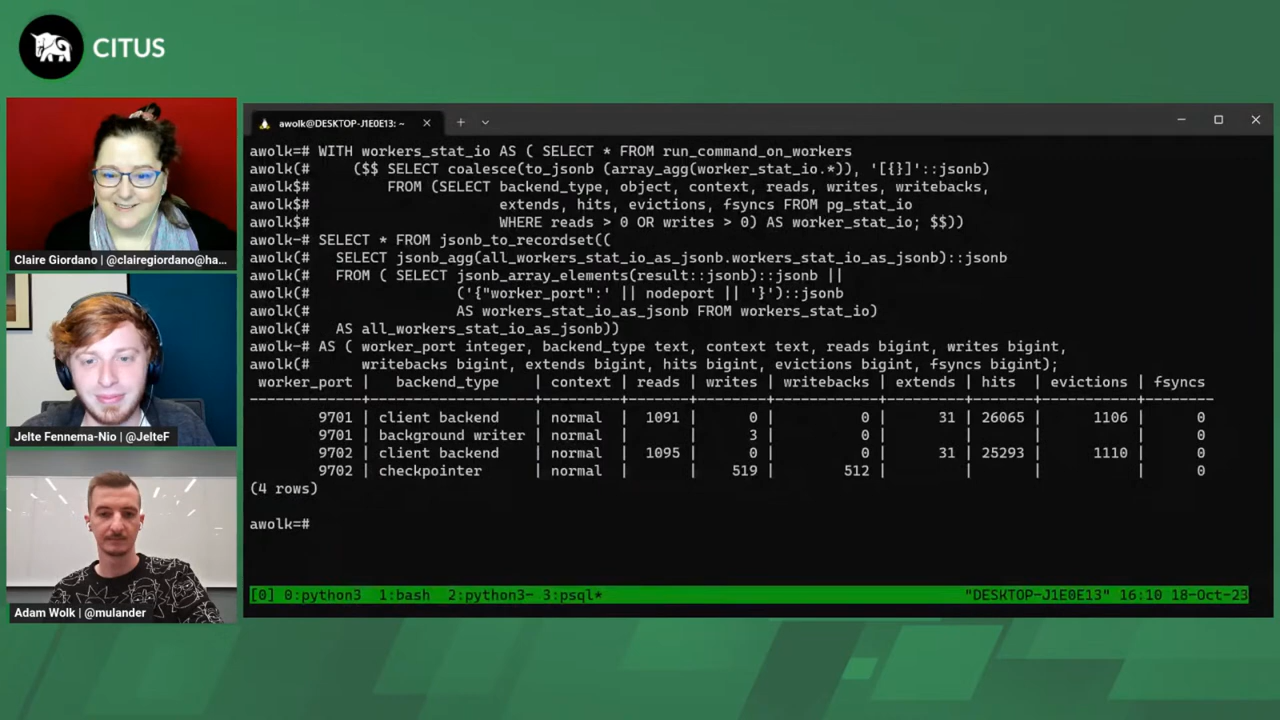 CITUS
Claire Giordano | @clairegiordano@ha...
Jelte Fennema-Nio | @JelteF
Adam Wolk | @mulander
awolk@DESKTOP-J1E0E13: ~
awolk=# WITH workers_stat_io AS ( SELECT * FROM run_command_on_workers
awolk(#      ($$ SELECT coalesce(to_jsonb (array_agg(worker_stat_io.*)), '[{}]'::jsonb)
awolk$#          FROM (SELECT backend_type, object, context, reads, writes, writebacks,
awolk$#                       extends, hits, evictions, fsyncs FROM pg_stat_io
awolk$#                       WHERE reads > 0 OR writes > 0) AS worker_stat_io; $$))
awolk-# SELECT * FROM jsonb_to_recordset((
awolk(#   SELECT jsonb_agg(all_workers_stat_io_as_jsonb.workers_stat_io_as_jsonb)::jsonb
awolk(#   FROM ( SELECT jsonb_array_elements(result::jsonb)::jsonb ||
awolk(#                 ('{"worker_port":' || nodeport || '}')::jsonb
awolk(#                 AS workers_stat_io_as_jsonb FROM workers_stat_io)
awolk(#   AS all_workers_stat_io_as_jsonb))
awolk-# AS ( worker_port integer, backend_type text, context text, reads bigint, writes bigint,
awolk(#      writebacks bigint, extends bigint, hits bigint, evictions bigint, fsyncs bigint);
worker_port | backend_type | context | reads | writes | writebacks | extends | hits | evictions | fsyncs
9701 | client backend | normal | 1091 | 0 | 0 | 31 | 26065 | 1106 | 0
9701 | background writer | normal | | 3 | 0 | | | | 0
9702 | client backend | normal | 1095 | 0 | 0 | 31 | 25293 | 1110 | 0
9702 | checkpointer | normal | | 519 | 512 | | | | 0
(4 rows)
awolk=#
[0] 0:python3  1:bash  2:python3- 3:psql* "DESKTOP-J1E0E13" 16:10 18-Oct-23